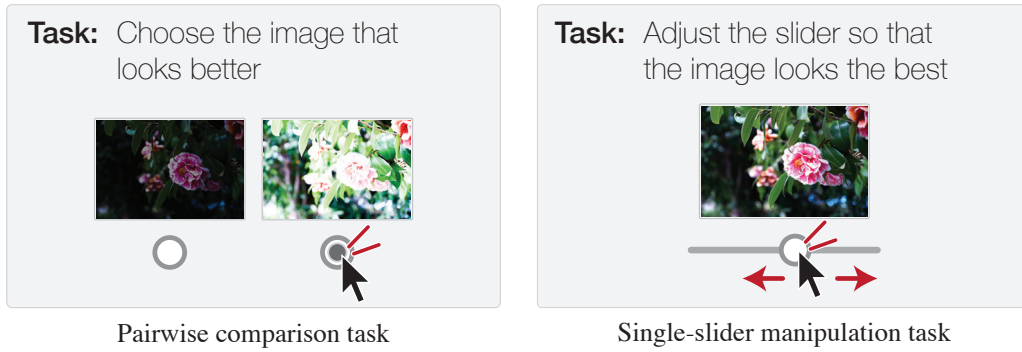 Task: Choose the image that
looks better
Pairwise comparison task
Task: Adjust the slider so that
the image looks the best
Single-slider manipulation task